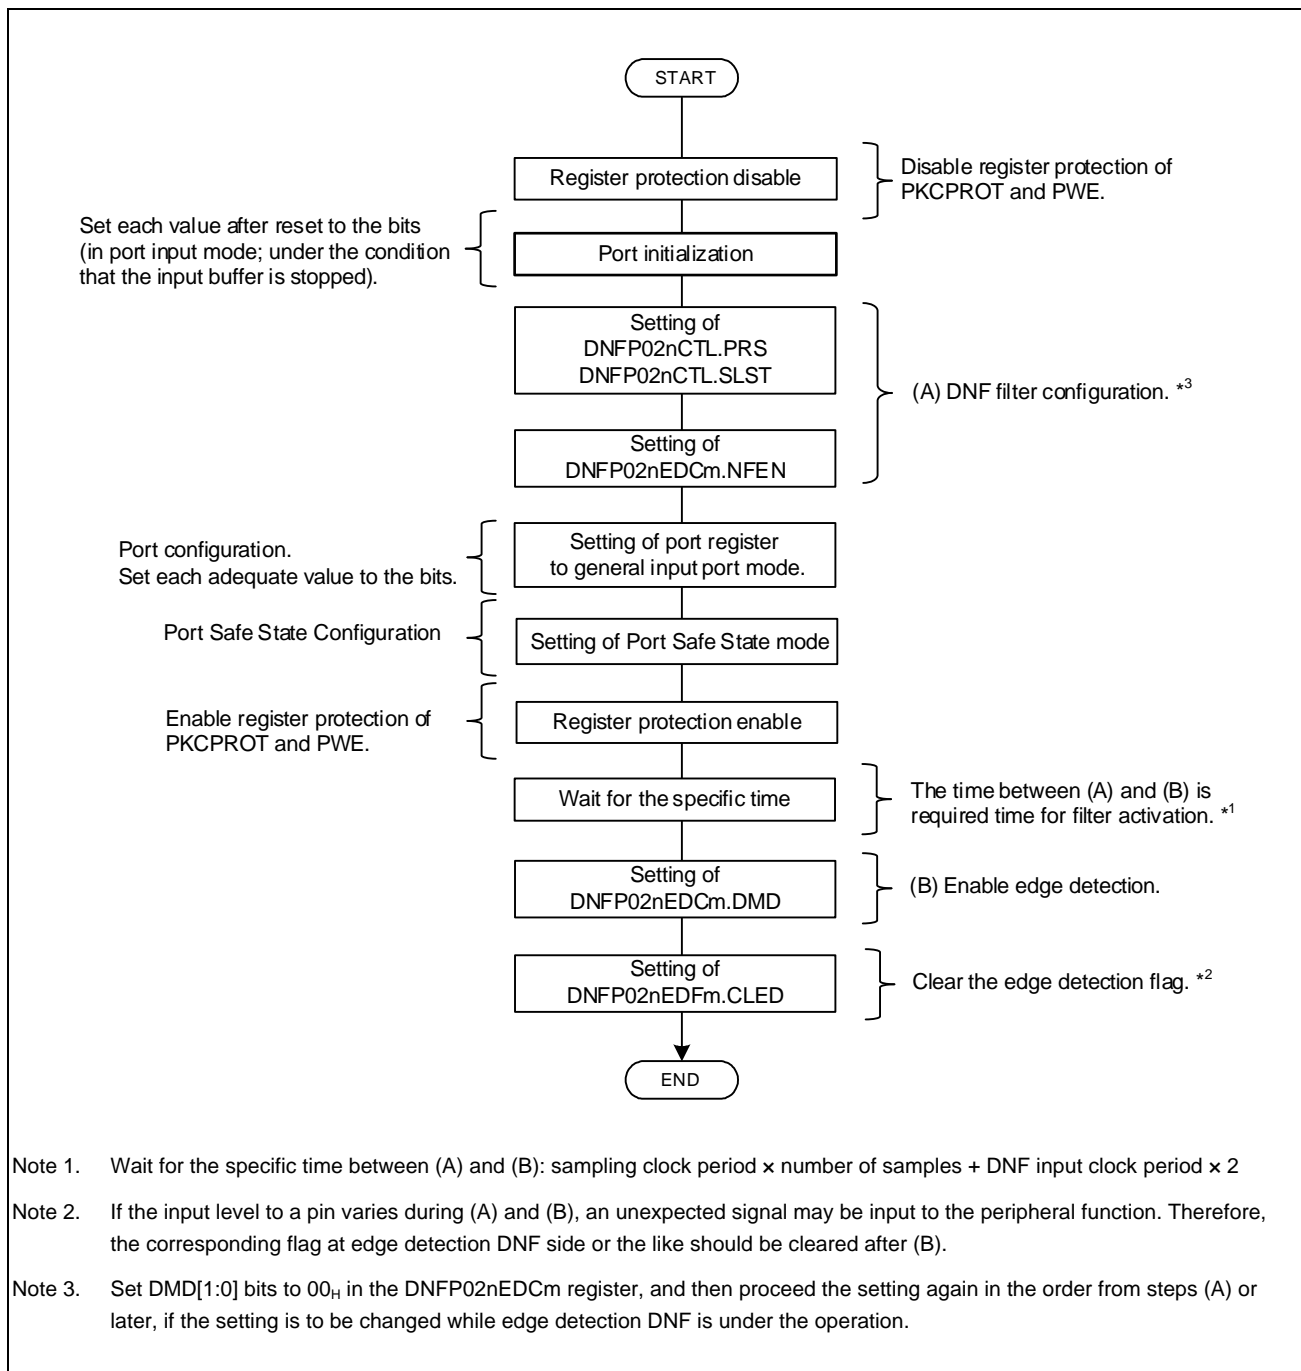 START
Register protection disable
Disable register protection of
PKCPROT and PWE.
Set each value after reset to the bits
(in port input mode; under the condition
that the input buffer is stopped).
Port initialization
Setting of
DNFP02nCTL.PRS
DNFP02nCTL.SLST
(A) DNF filter configuration. *3
Setting of
DNFP02nEDCm.NFEN
Port configuration.
Set each adequate value to the bits.
Setting of port register
to general input port mode.
Port Safe State Configuration
Setting of Port Safe State mode
Enable register protection of
PKCPROT and PWE.
Register protection enable
Wait for the specific time
The time between (A) and (B) is
required time for filter activation. *1
Setting of
DNFP02nEDCm.DMD
(B) Enable edge detection.
Setting of
DNFP02nEDFm.CLED
Clear the edge detection flag. *2
END
Note 1. Wait for the specific time between (A) and (B): sampling clock period × number of samples + DNF input clock period × 2
Note 2. If the input level to a pin varies during (A) and (B), an unexpected signal may be input to the peripheral function. Therefore,
the corresponding flag at edge detection DNF side or the like should be cleared after (B).
Note 3. Set DMD[1:0] bits to 00H in the DNFP02nEDCm register, and then proceed the setting again in the order from steps (A) or
later, if the setting is to be changed while edge detection DNF is under the operation.